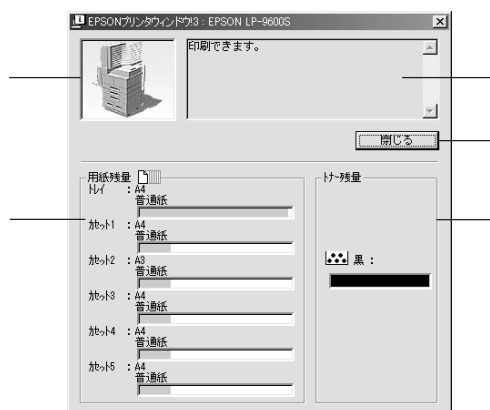 EPSONプリンタウィンドウ!3 : EPSON LP-9600S
印刷できます。
閉じる
用紙残量
トレイ : A4
普通紙
カセット1 : A4
普通紙
カセット2 : A3
普通紙
カセット3 : A4
普通紙
カセット4 : A4
普通紙
カセット5 : A4
普通紙
トナー残量
黒 :